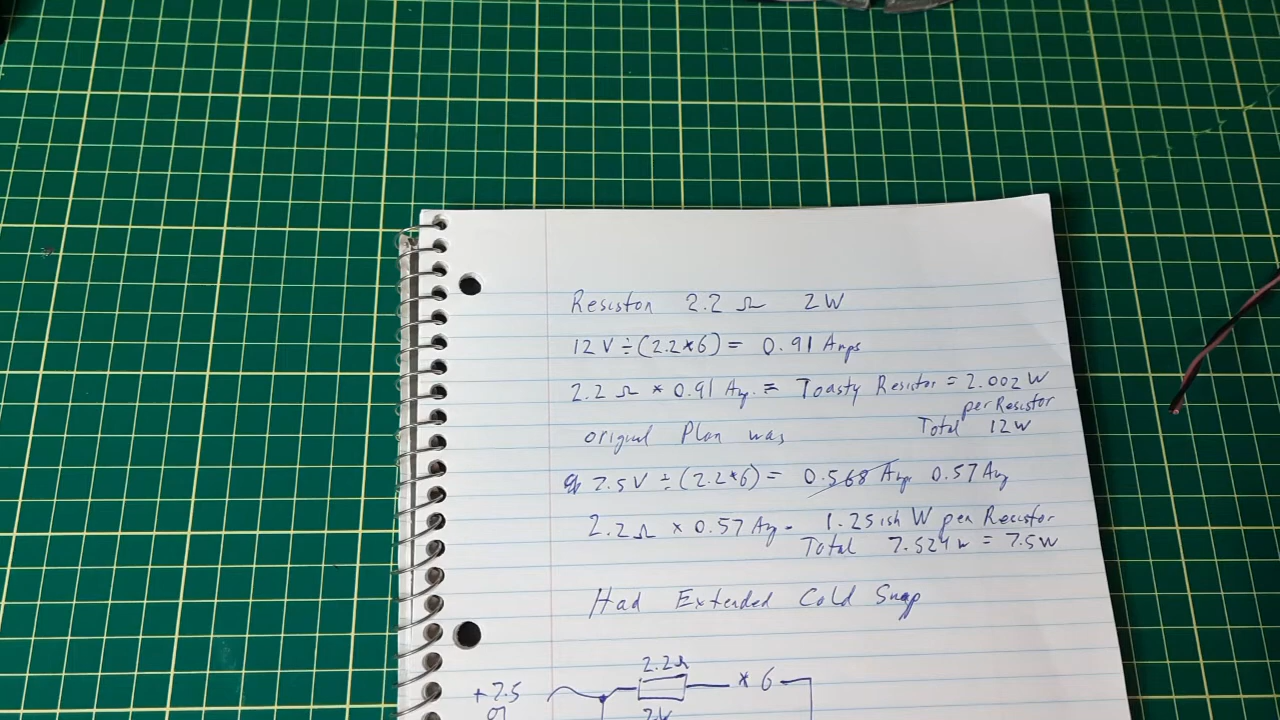 Resistor 2.2 Ω 2W
12 V ÷ (2.2*6) = 0.91 Amps
2.2 Ω * 0.91 Amp = Toasty Resistor = 2.002 W
per Resistor
Total 12W
original Plan was
7.5V ÷ (2.2*6) = 0.568 Amp 0.57 Amp
2.2Ω × 0.57 Amp = 1.25ish W per Resistor
Total 7.524w = 7.5W
Had Extended Cold Snap
2.2Ω
+7.5 * 6